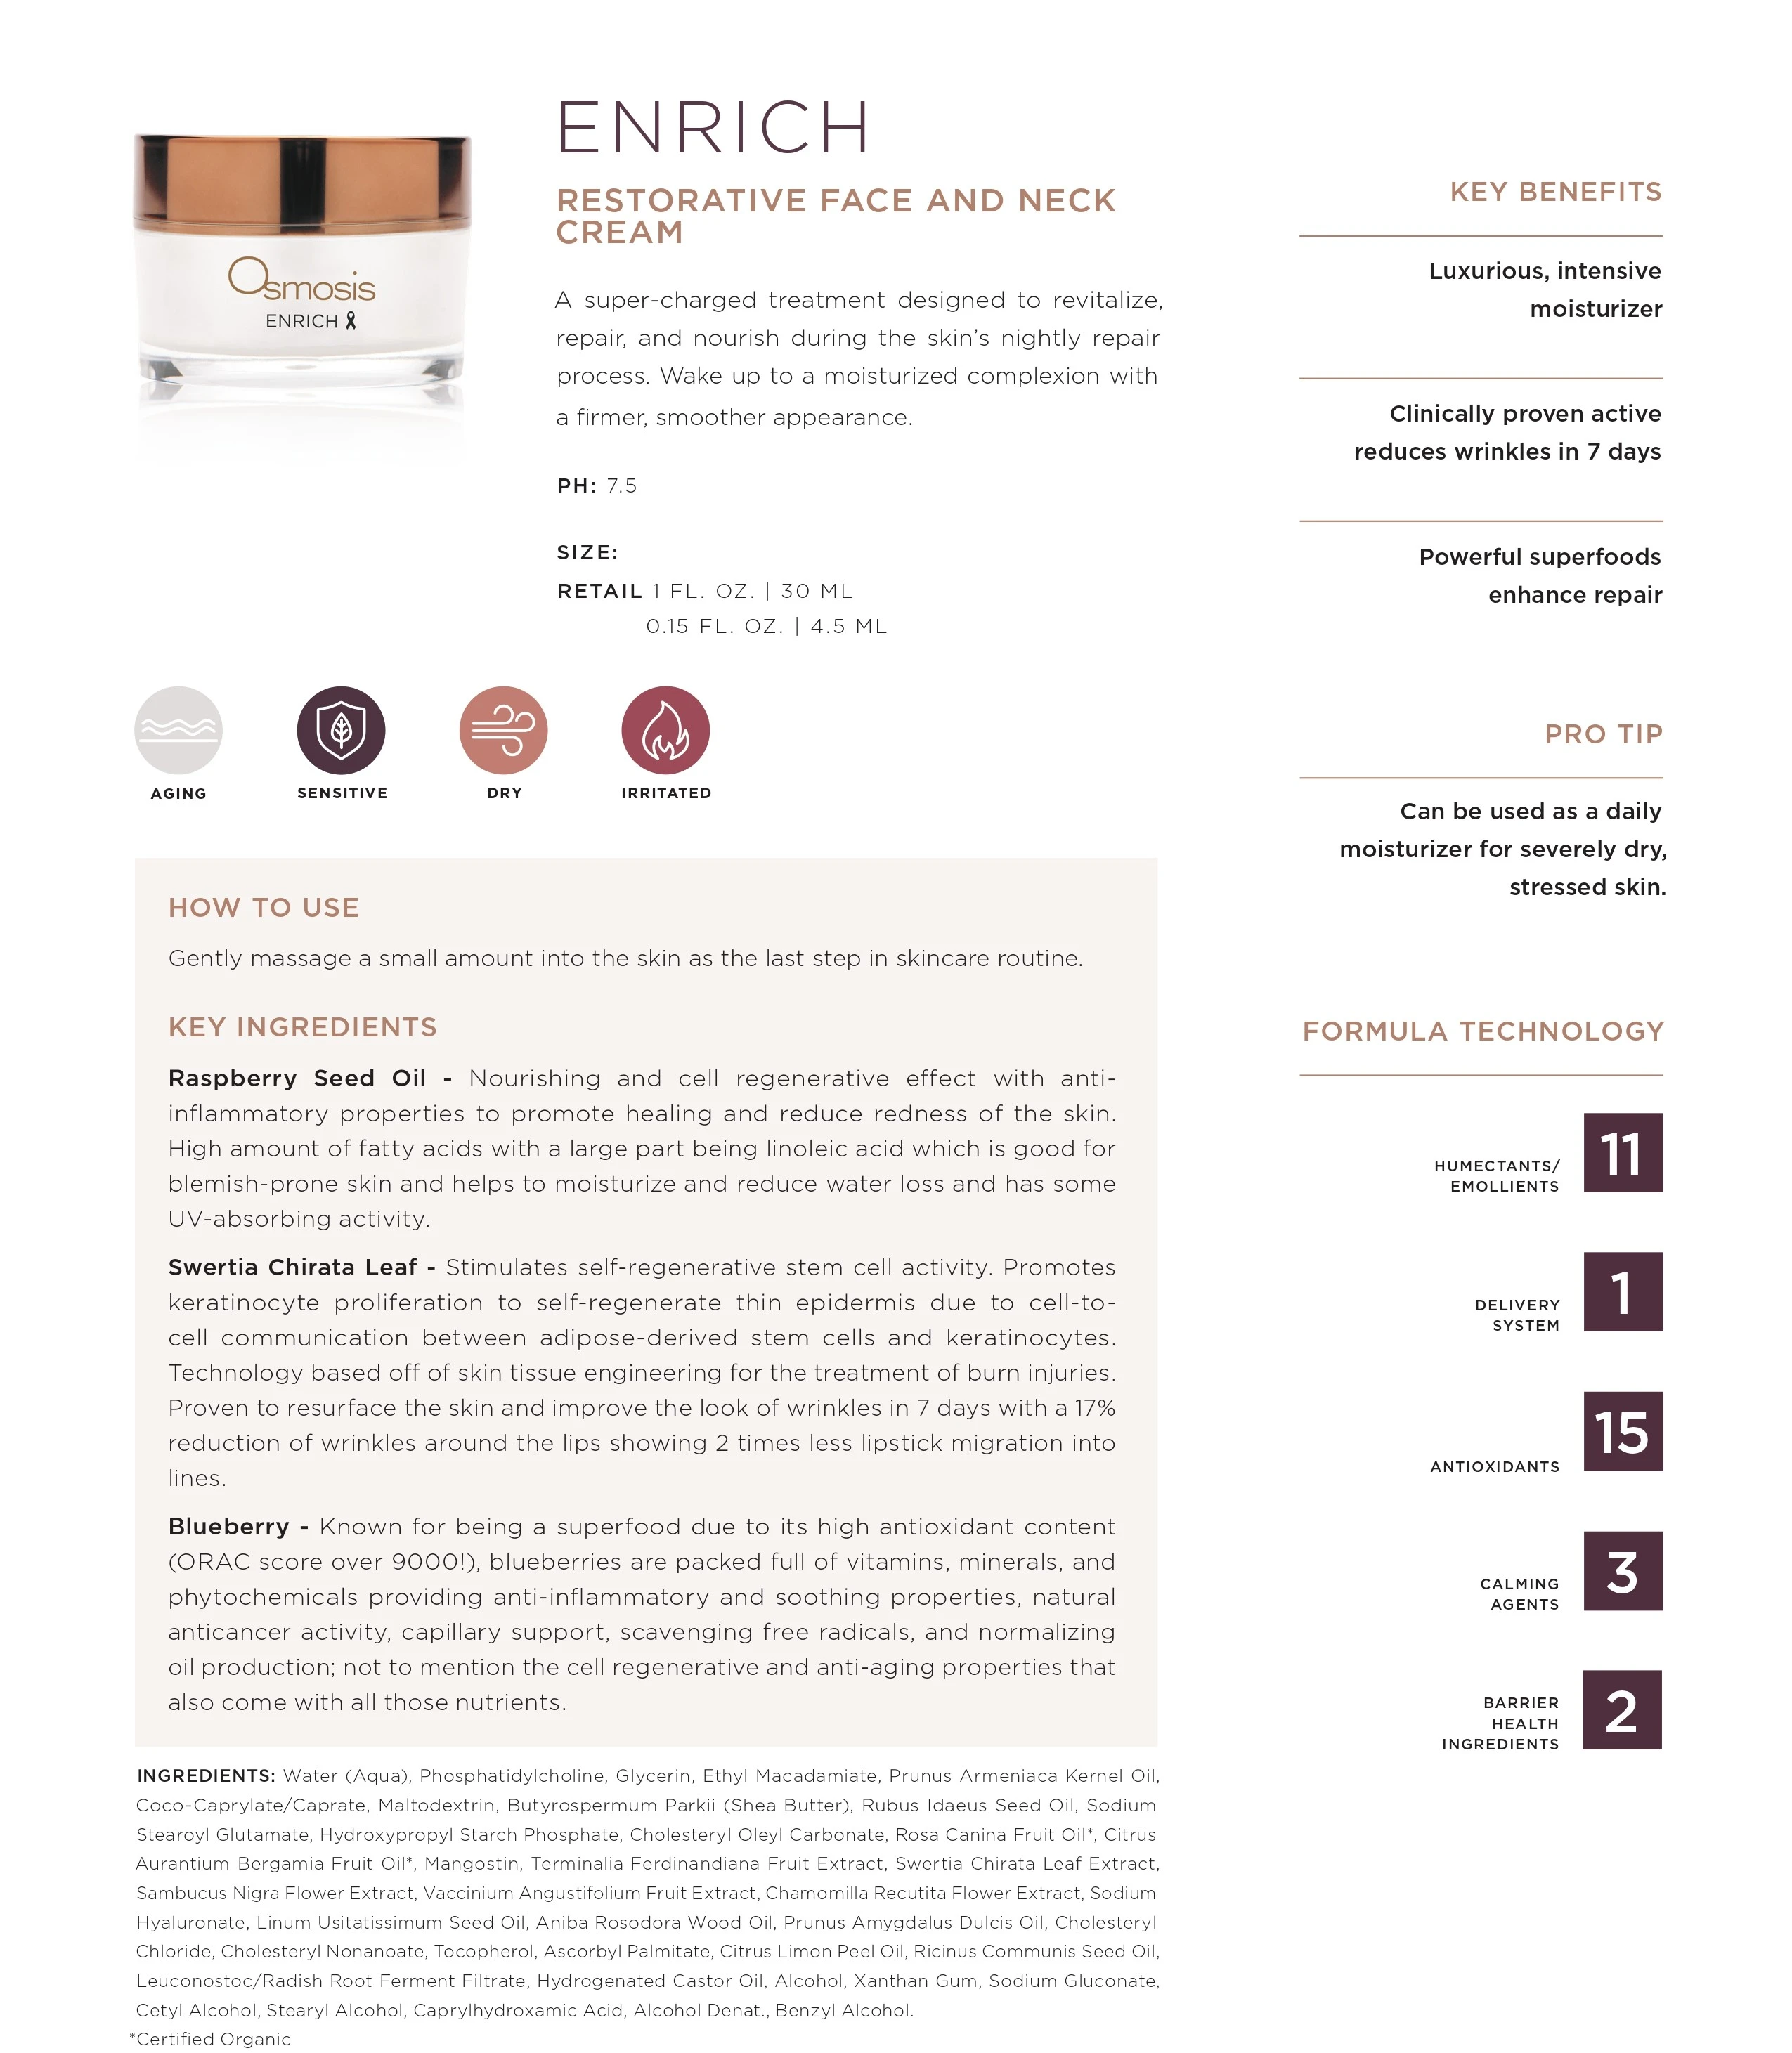 Osmosis
ENRICH
ENRICH
RESTORATIVE FACE AND NECK
CREAM
A super-charged treatment designed to revitalize,
repair, and nourish during the skin's nightly repair
process. Wake up to a moisturized complexion with
a firmer, smoother appearance.
PH: 7.5
SIZE:
RETAIL 1 FL. OZ. | 30 ML
0.15 FL. OZ. | 4.5 ML
AGING
SENSITIVE
DRY
IRRITATED
HOW TO USE
Gently massage a small amount into the skin as the last step in skincare routine.
KEY INGREDIENTS
Raspberry Seed Oil - Nourishing and cell regenerative effect with anti-
inflammatory properties to promote healing and reduce redness of the skin.
High amount of fatty acids with a large part being linoleic acid which is good for
blemish-prone skin and helps to moisturize and reduce water loss and has some
UV-absorbing activity.
Swertia Chirata Leaf - Stimulates self-regenerative stem cell activity. Promotes
keratinocyte proliferation to self-regenerate thin epidermis due to cell-to-
cell communication between adipose-derived stem cells and keratinocytes.
Technology based off of skin tissue engineering for the treatment of burn injuries.
Proven to resurface the skin and improve the look of wrinkles in 7 days with a 17%
reduction of wrinkles around the lips showing 2 times less lipstick migration into
lines.
Blueberry - Known for being a superfood due to its high antioxidant content
(ORAC score over 9000!), blueberries are packed full of vitamins, minerals, and
phytochemicals providing anti-inflammatory and soothing properties, natural
anticancer activity, capillary support, scavenging free radicals, and normalizing
oil production; not to mention the cell regenerative and anti-aging properties that
also come with all those nutrients.
INGREDIENTS: Water (Aqua), Phosphatidylcholine, Glycerin, Ethyl Macadamiate, Prunus Armeniaca Kernel Oil,
Coco-Caprylate/Caprate, Maltodextrin, Butyrospermum Parkii (Shea Butter), Rubus Idaeus Seed Oil, Sodium
Stearoyl Glutamate, Hydroxypropyl Starch Phosphate, Cholesteryl Oleyl Carbonate, Rosa Canina Fruit Oil*, Citrus
Aurantium Bergamia Fruit Oil*, Mangostin, Terminalia Ferdinandiana Fruit Extract, Swertia Chirata Leaf Extract,
Sambucus Nigra Flower Extract, Vaccinium Angustifolium Fruit Extract, Chamomilla Recutita Flower Extract, Sodium
Hyaluronate, Linum Usitatissimum Seed Oil, Aniba Rosodora Wood Oil, Prunus Amygdalus Dulcis Oil, Cholesteryl
Chloride, Cholesteryl Nonanoate, Tocopherol, Ascorbyl Palmitate, Citrus Limon Peel Oil, Ricinus Communis Seed Oil,
Leuconostoc/Radish Root Ferment Filtrate, Hydrogenated Castor Oil, Alcohol, Xanthan Gum, Sodium Gluconate,
Cetyl Alcohol, Stearyl Alcohol, Caprylhydroxamic Acid, Alcohol Denat., Benzyl Alcohol.
*Certified Organic
KEY BENEFITS
Luxurious, intensive
moisturizer
Clinically proven active
reduces wrinkles in 7 days
Powerful superfoods
enhance repair
PRO TIP
Can be used as a daily
moisturizer for severely dry,
stressed skin.
FORMULA TECHNOLOGY
HUMECTANTS/
EMOLLIENTS
11
DELIVERY
SYSTEM
1
ANTIOXIDANTS
15
CALMING
AGENTS
3
BARRIER
HEALTH
INGREDIENTS
2